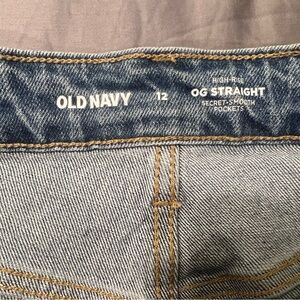 OLD NAVY
12
HIGH-RISE
OG STRAIGHT
SECRET-SMOOTH
POCKETS